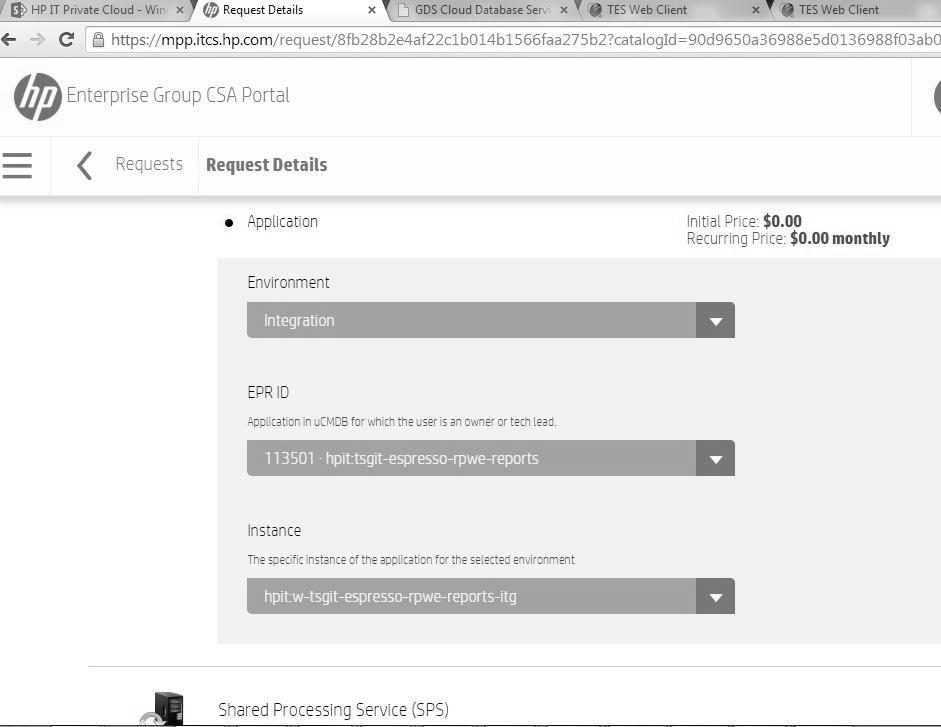 HP IT Private Cloud - Win
Request Details
GDS Cloud Database Servi
TES Web Client
TES Web Client
https://mpp.itcs.hp.com/request/8fb28b2e4af22c1b014b1566faa275b2?catalogId=90d9650a36988e5d0136988f03ab0
hp Enterprise Group CSA Portal
Requests
Request Details
Application
Initial Price: $0.00
Recurring Price: $0.00 monthly
Environment
Integration
EPR ID
Application in uCMDB for which the user is an owner or tech lead.
113501 - hpit:tsgit-espresso-rpwe-reports
Instance
The specific instance of the application for the selected environment
hpit:w-tsgit-espresso-rpwe-reports-itg
Shared Processing Service (SPS)